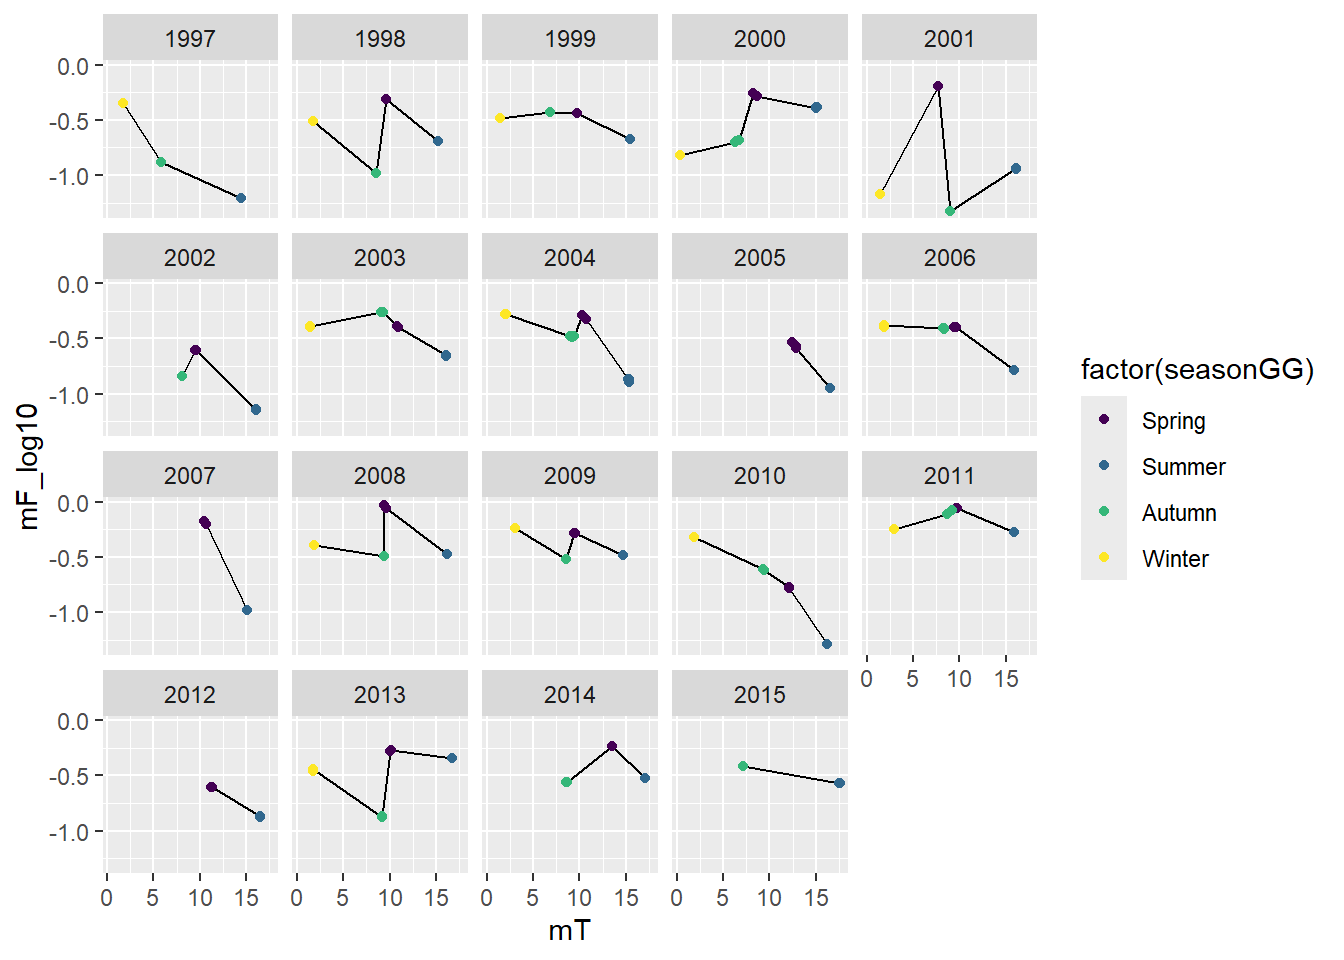 1997 1998 1999 2000 2001
0.0
-0.5
-1.0
2002 2003 2004 2005 2006
0.0
-0.5
-1.0
2007 2008 2009 2010 2011
0.0
-0.5
-1.0
0 5 10 15
2012 2013 2014 2015
0.0
-0.5
-1.0
0 5 10 15 0 5 10 15 0 5 10 15 0 5 10 15
mT
mF_log10
factor(seasonGG)
Spring
Summer
Autumn
Winter